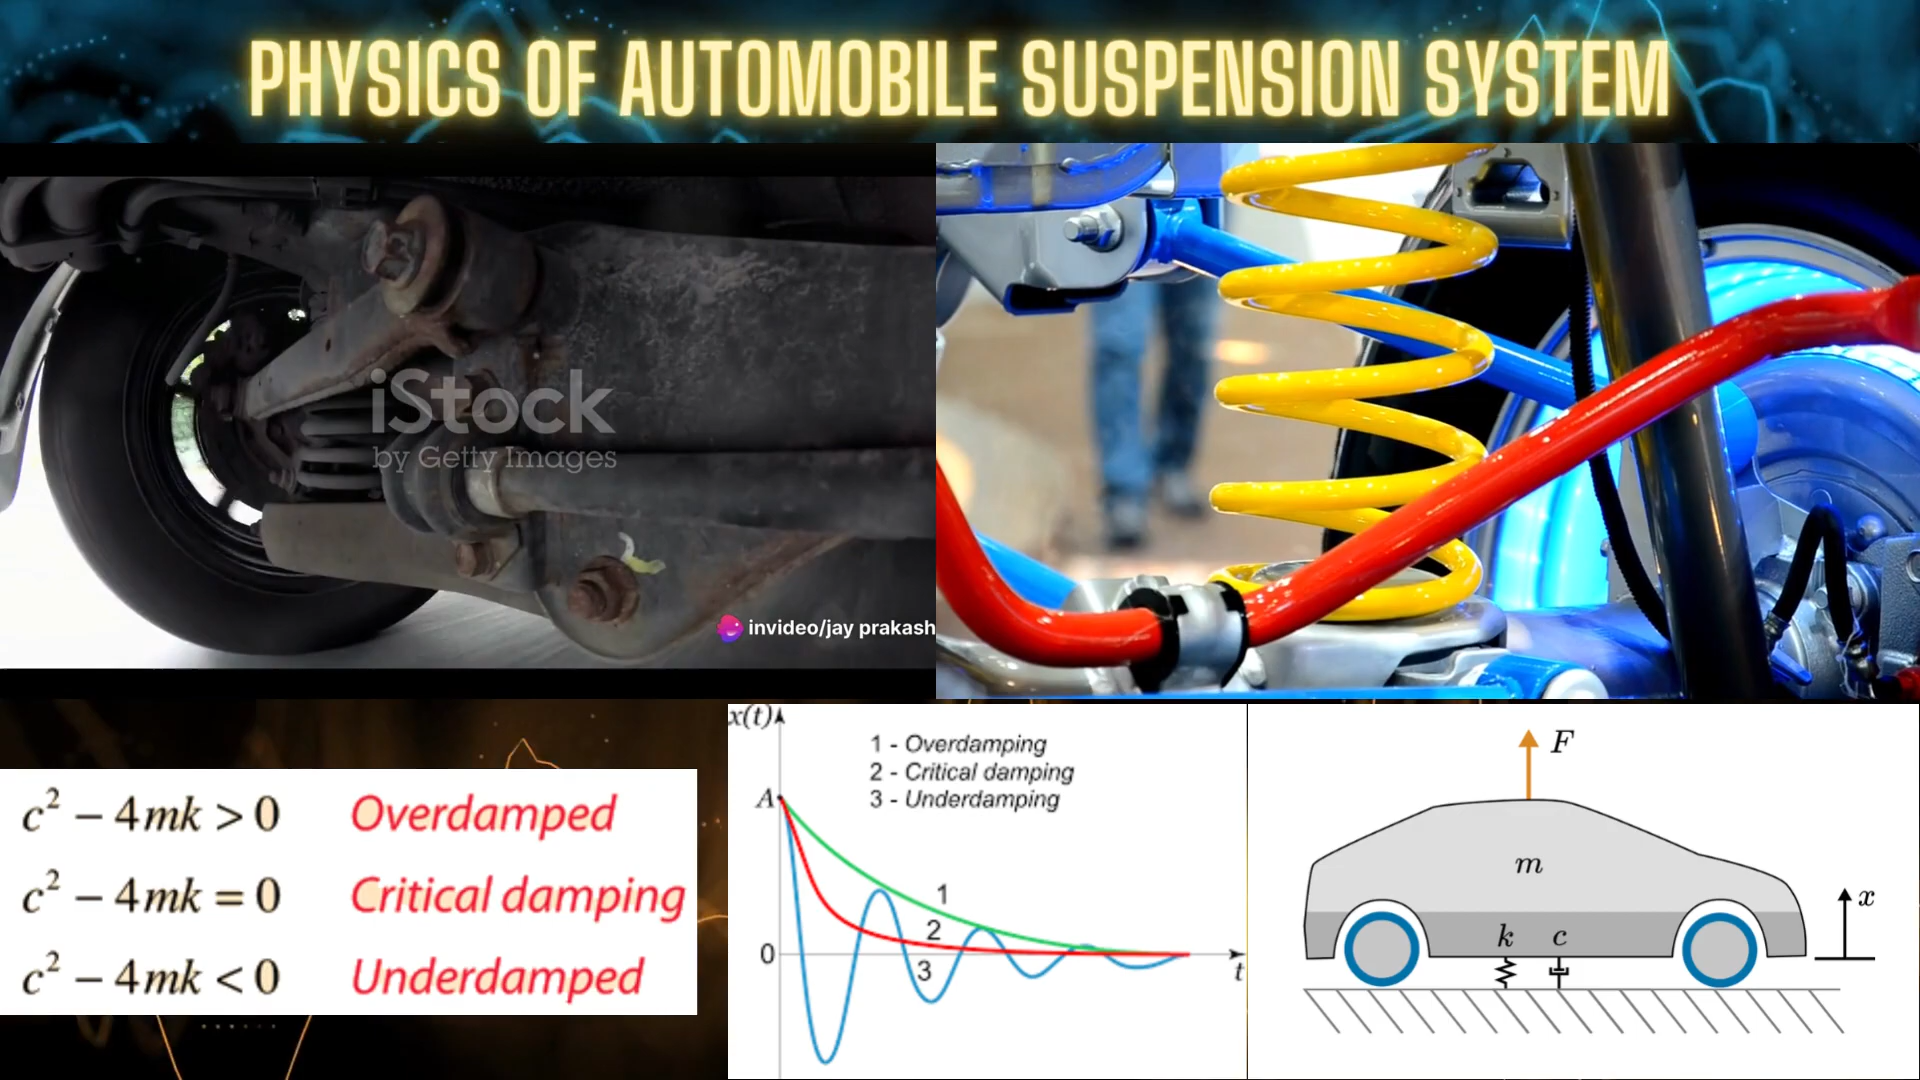 PHYSICS OF AUTOMOBILE SUSPENSION SYSTEM
iStock
by Getty Images
invideo/jay prakash
c² − 4mk > 0 Overdamped
c² − 4mk = 0 Critical damping
c² − 4mk < 0 Underdamped
x(t)
1 - Overdamping
2 - Critical damping
3 - Underdamping
A
1
2
0
3
t
F
m
x
k c